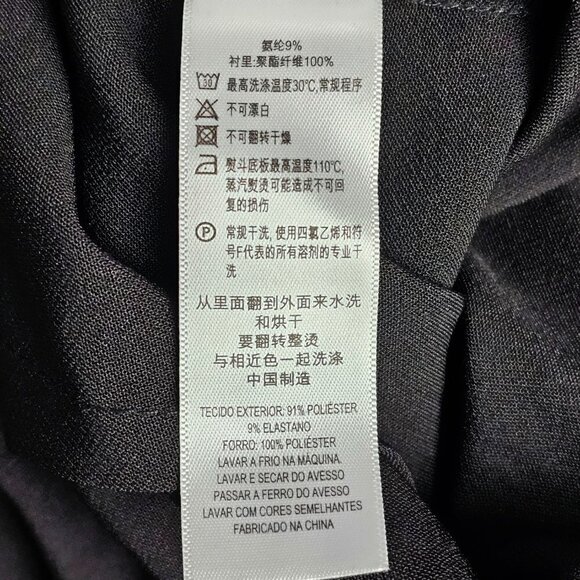 氨纶9%
衬里:聚酯纤维100%
30 最高洗涤温度30℃,常规程序
不可漂白
不可翻转干燥
熨斗底板最高温度110℃,
蒸汽熨烫可能造成不可回
复的损伤
P 常规干洗, 使用四氯乙烯和符
号F代表的所有溶剂的专业干
洗
从里面翻到外面来水洗
和烘干
要翻转整烫
与相近色一起洗涤
中国制造
TECIDO EXTERIOR: 91% POLIÉSTER
9% ELASTANO
FORRO: 100% POLIÉSTER
LAVAR A FRIO NA MÁQUINA.
LAVAR E SECAR DO AVESSO
PASSAR A FERRO DO AVESSO
LAVAR COM CORES SEMELHANTES
FABRICADO NA CHINA